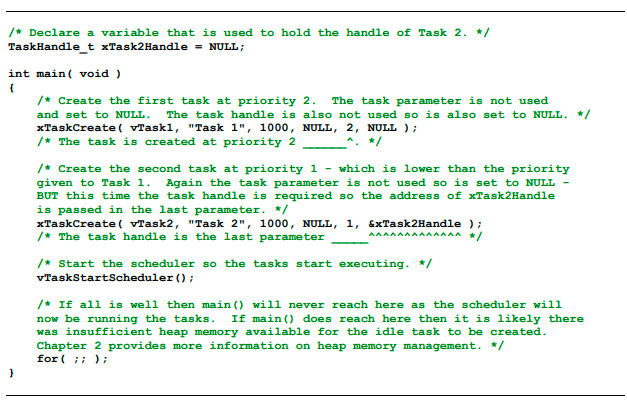 /* Declare a variable that is used to hold the handle of Task 2. */
TaskHandle_t xTask2Handle = NULL;
int main( void )
{
/* Create the first task at priority 2.  The task parameter is not used
and set to NULL.  The task handle is also not used so is also set to NULL. */
xTaskCreate( vTask1, "Task 1", 1000, NULL, 2, NULL );
/* The task is created at priority 2 ______^. */
/* Create the second task at priority 1 - which is lower than the priority
given to Task 1.  Again the task parameter is not used so is set to NULL -
BUT this time the task handle is required so the address of xTask2Handle
is passed in the last parameter. */
xTaskCreate( vTask2, "Task 2", 1000, NULL, 1, &xTask2Handle );
/* The task handle is the last parameter _____^^^^^^^^^^^^^ */
/* Start the scheduler so the tasks start executing. */
vTaskStartScheduler();
/* If all is well then main() will never reach here as the scheduler will
now be running the tasks.  If main() does reach here then it is likely there
was insufficient heap memory available for the idle task to be created.
Chapter 2 provides more information on heap memory management. */
for( ;; );
}